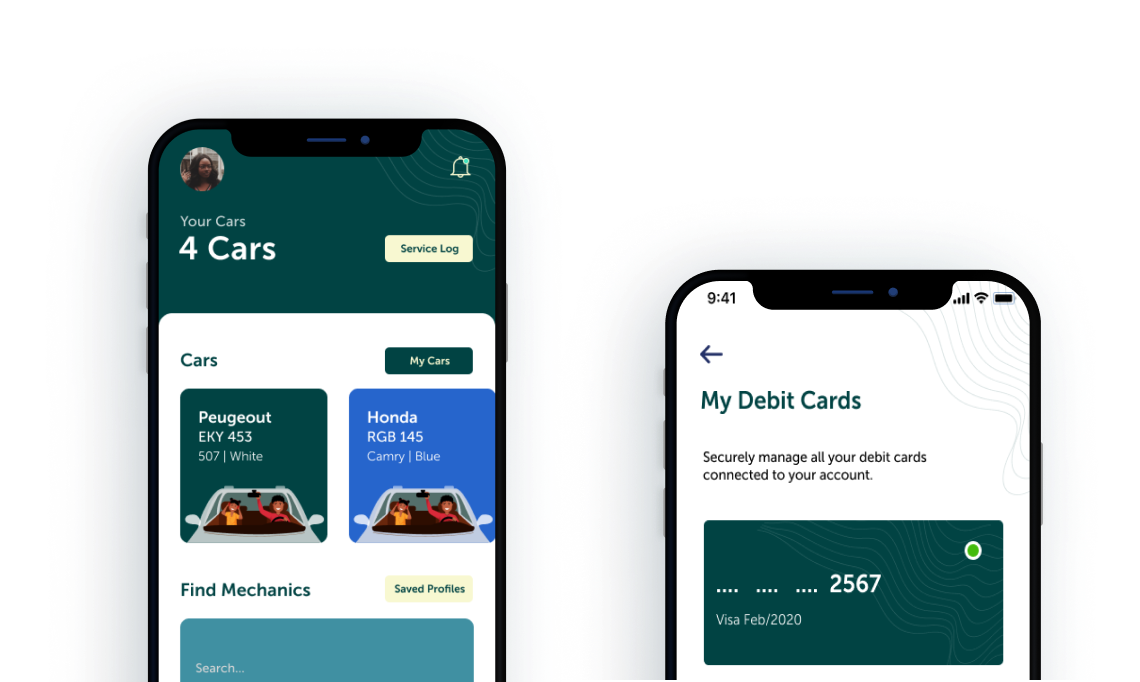 Your Cars
4 Cars
Service Log
Cars
My Cars
Peugeout
EKY 453
507 | White
Honda
RGB 145
Camry | Blue
Find Mechanics
Saved Profiles
Search...
9:41
My Debit Cards
Securely manage all your debit cards
connected to your account.
.... .... .... 2567
Visa Feb/2020